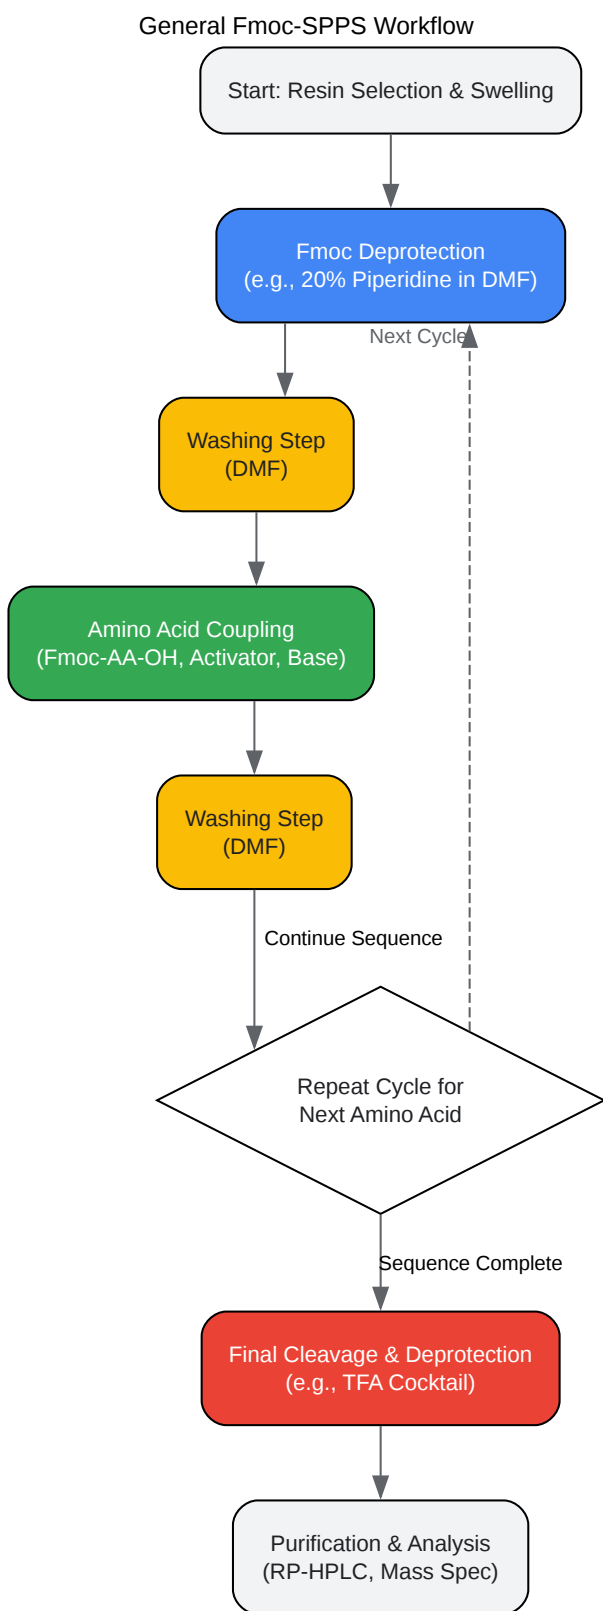 General Fmoc-SPPS Workflow
Start: Resin Selection & Swelling
Fmoc Deprotection
(e.g., 20% Piperidine in DMF)
Next Cycle
Washing Step
(DMF)
Amino Acid Coupling
(Fmoc-AA-OH, Activator, Base)
Washing Step
(DMF)
Continue Sequence
Repeat Cycle for
Next Amino Acid
Sequence Complete
Final Cleavage & Deprotection
(e.g., TFA Cocktail)
Purification & Analysis
(RP-HPLC, Mass Spec)